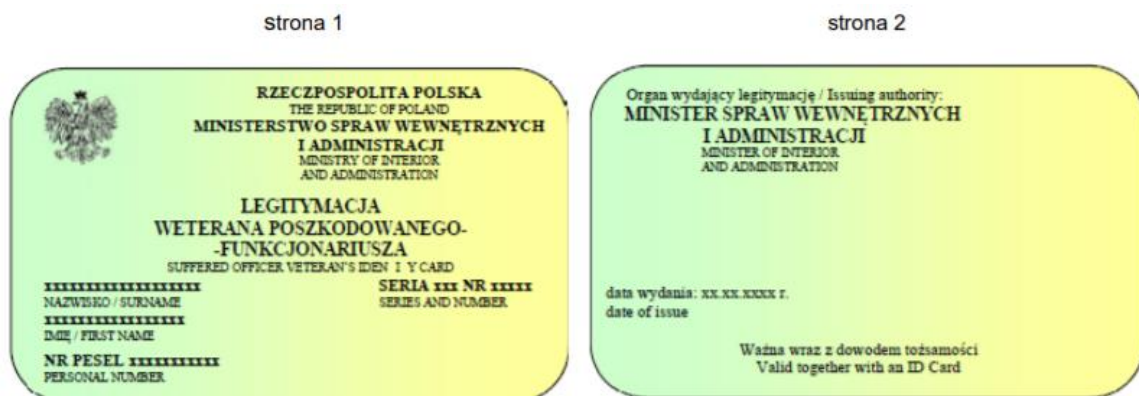 strona 1
RZECZPOSPOLITA POLSKA
THE REPUBLIC OF POLAND
MINISTERSTWO SPRAW WEWNĘTRZNYCH
I ADMINISTRACJI
MINISTRY OF INTERIOR
AND ADMINISTRATION
LEGITYMACJA
WETERANA POSZKODOWANEGO-
-FUNKCJONARIUSZA
SUFFERED OFFICER VETERAN'S IDEN I Y CARD
xxxxxxxxxxxxxxxxxxx
NAZWISKO / SURNAME
SERIA xxx NR xxxxx
SERIES AND NUMBER
xxxxxxxxxxxxxxxxx
IMIĘ / FIRST NAME
NR PESEL xxxxxxxxxxx
PERSONAL NUMBER
strona 2
Organ wydający legitymację / Issuing authority:
MINISTER SPRAW WEWNĘTRZNYCH
I ADMINISTRACJI
MINISTER OF INTERIOR
AND ADMINISTRATION
data wydania: xx.xx.xxxx r.
date of issue
Ważna wraz z dowodem tożsamości
Valid together with an ID Card